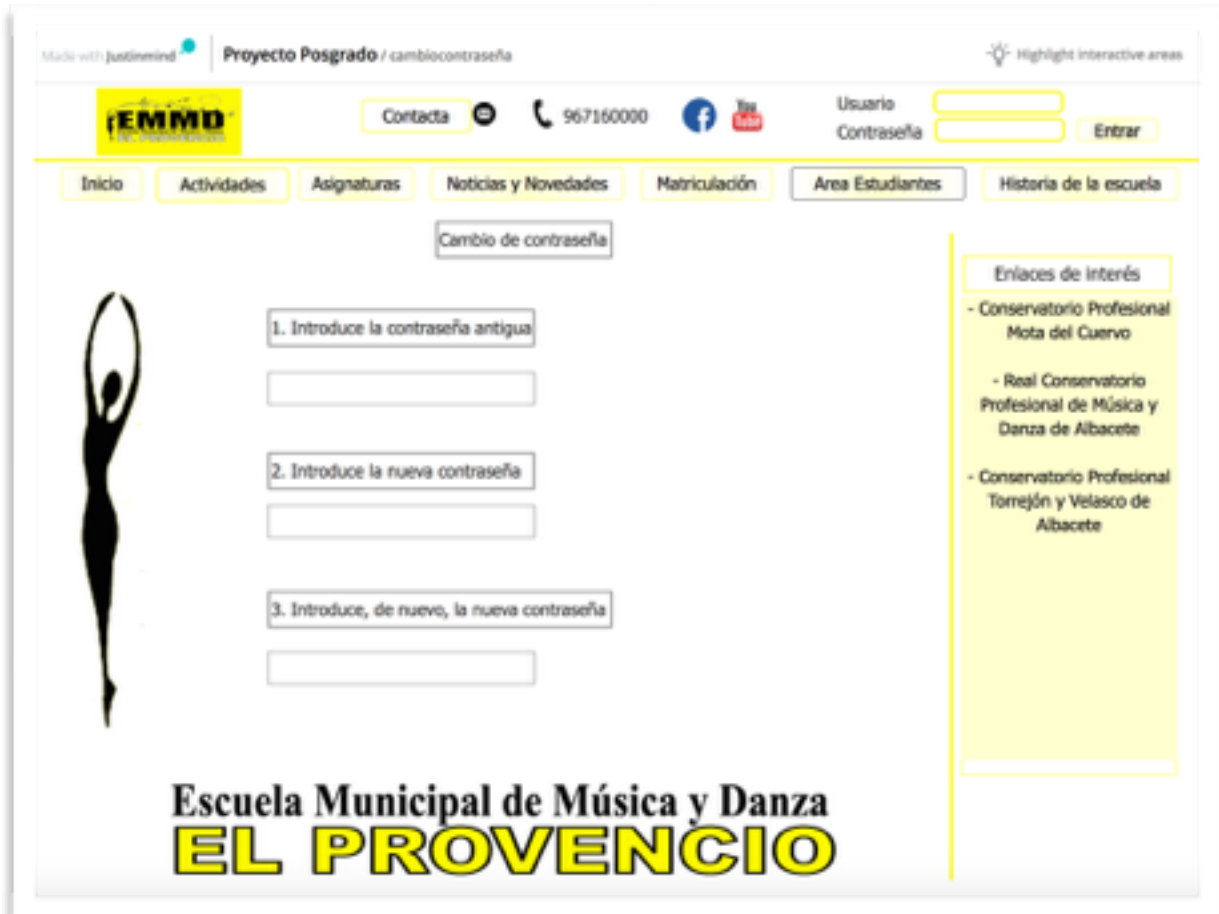 Made with Justinmind
Proyecto Posgrado / cambiocontraseña
Highlight interactive areas
EMMD
EL PROVENCIO
Contacta
967160000
You
Tube
Usuario
Contraseña
Entrar
Inicio
Actividades
Asignaturas
Noticias y Novedades
Matriculación
Area Estudiantes
Historia de la escuela
Cambio de contraseña
1. Introduce la contraseña antigua
2. Introduce la nueva contraseña
3. Introduce, de nuevo, la nueva contraseña
Enlaces de interés
- Conservatorio Profesional
Mota del Cuervo
- Real Conservatorio
Profesional de Música y
Danza de Albacete
- Conservatorio Profesional
Torrejón y Velasco de
Albacete
Escuela Municipal de Música y Danza
EL PROVENCIO